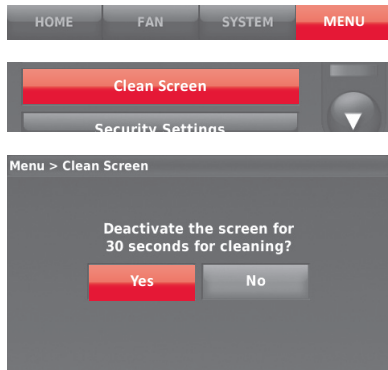 HOME FAN SYSTEM MENU
Clean Screen
Security Settings
Menu > Clean Screen
Deactivate the screen for
30 seconds for cleaning?
Yes No